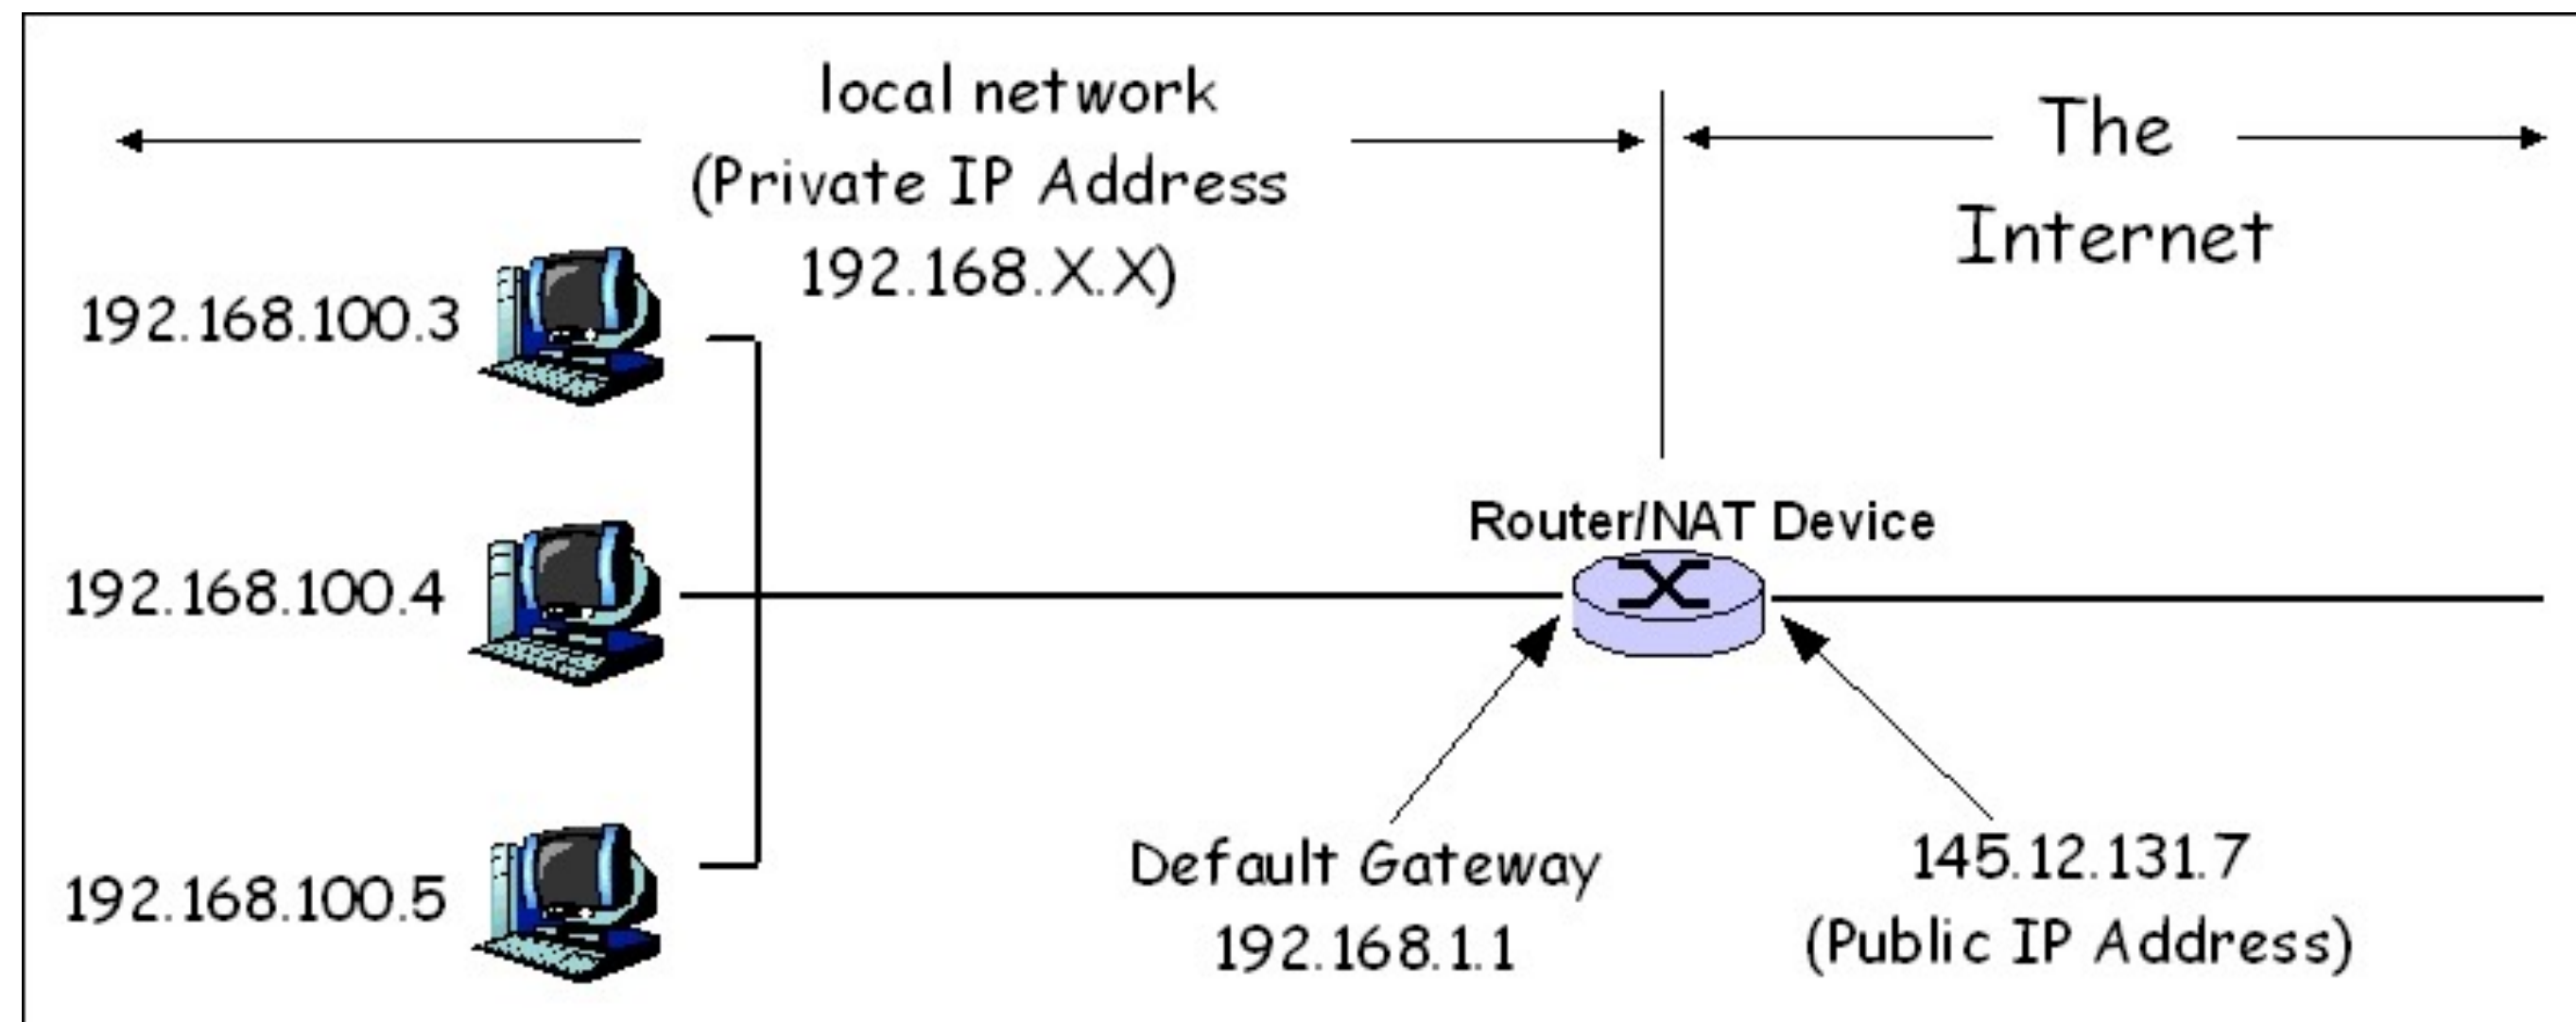 local network
(Private IP Address
192.168.X.X)
The
Internet
192.168.100.3
192.168.100.4
192.168.100.5
Router/NAT Device
Default Gateway
192.168.1.1
145.12.131.7
(Public IP Address)